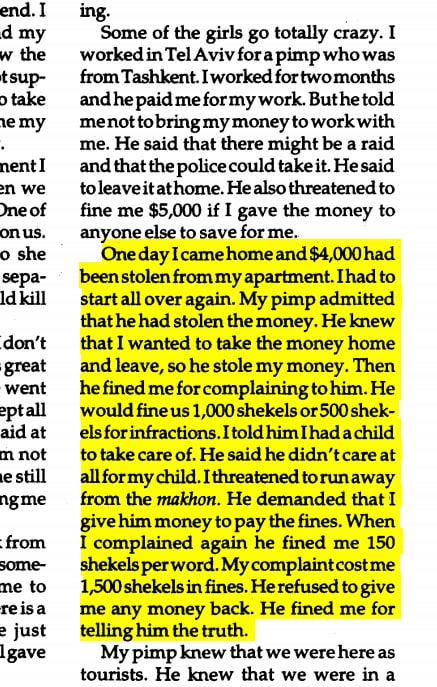 end. I
d my
w the
t sup-
o take
ne my
.
nent I
en we
One of
on us.
o she
sepa-
ld kill
don't
great
went
ept all
aid at
m not
ne still
ng me
from
some-
me to
re is a
e just
l gave
ing.
Some of the girls go totally crazy. I
worked in Tel Aviv for a pimp who was
from Tashkent. I worked for two months
and he paid me for my work. But he told
me not to bring my money to work with
me. He said that there might be a raid
and that the police could take it. He said
to leave it at home. He also threatened to
fine me $5,000 if I gave the money to
anyone else to save for me.
One day I came home and $4,000 had
been stolen from my apartment. I had to
start all over again. My pimp admitted
that he had stolen the money. He knew
that I wanted to take the money home
and leave, so he stole my money. Then
he fined me for complaining to him. He
would fine us 1,000 shekels or 500 shek-
els for infractions. I told him I had a child
to take care of. He said he didn't care at
all for my child. I threatened to run away
from the makhon. He demanded that I
give him money to pay the fines. When
I complained again he fined me 150
shekels per word. My complaint cost me
1,500 shekels in fines. He refused to give
me any money back. He fined me for
telling him the truth.
My pimp knew that we were here as
tourists. He knew that we were in a